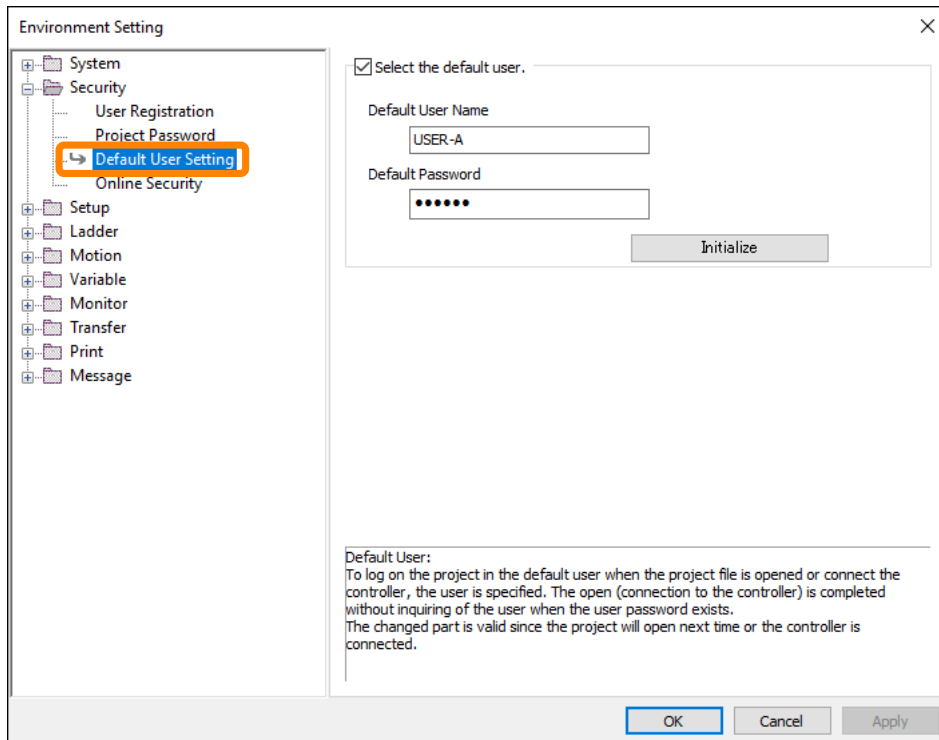 Environment Setting
System
Security
User Registration
Project Password
Default User Setting
Online Security
Setup
Ladder
Motion
Variable
Monitor
Transfer
Print
Message
Select the default user.
Default User Name
USER-A
Default Password
••••••
Initialize
Default User:
To log on the project in the default user when the project file is opened or connect the
controller, the user is specified. The open (connection to the controller) is completed
without inquiring of the user when the user password exists.
The changed part is valid since the project will open next time or the controller is
connected.
OK
Cancel
Apply